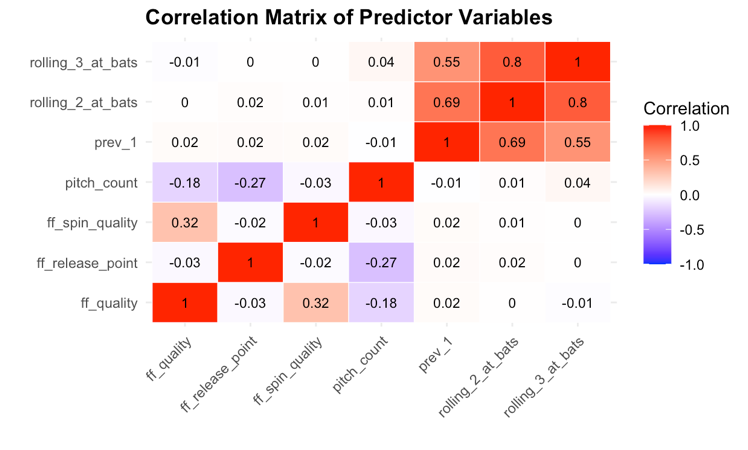 Correlation Matrix of Predictor Variables
rolling_3_at_bats -0.01 0 0 0.04 0.55 0.8 1
rolling_2_at_bats 0 0.02 0.01 0.01 0.69 1 0.8
prev_1 0.02 0.02 0.02 -0.01 1 0.69 0.55
pitch_count -0.18 -0.27 -0.03 1 -0.01 0.01 0.04
ff_spin_quality 0.32 -0.02 1 -0.03 0.02 0.01 0
ff_release_point -0.03 1 -0.02 -0.27 0.02 0.02 0
ff_quality 1 -0.03 0.32 -0.18 0.02 0 -0.01
ff_quality
ff_release_point
ff_spin_quality
pitch_count
prev_1
rolling_2_at_bats
rolling_3_at_bats
Correlation
1.0
0.5
0.0
-0.5
-1.0